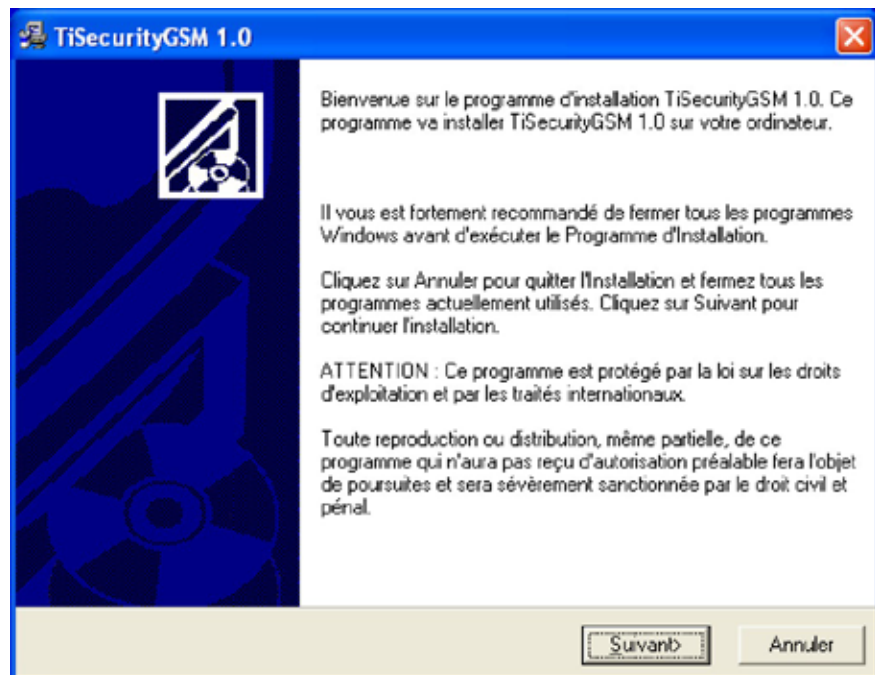 TiSecurityGSM 1.0
Bienvenue sur le programme d'installation TiSecurityGSM 1.0. Ce
programme va installer TiSecurityGSM 1.0 sur votre ordinateur.
Il vous est fortement recommandé de fermer tous les programmes
Windows avant d'exécuter le Programme d'Installation.
Cliquez sur Annuler pour quitter l'Installation et fermez tous les
programmes actuellement utilisés. Cliquez sur Suivant pour
continuer l'installation.
ATTENTION : Ce programme est protégé par la loi sur les droits
d'exploitation et par les traités internationaux.
Toute reproduction ou distribution, même partielle, de ce
programme qui n'aura pas reçu d'autorisation préalable fera l'objet
de poursuites et sera sévèrement sanctionnée par le droit civil et
pénal.
Suivant> Annuler